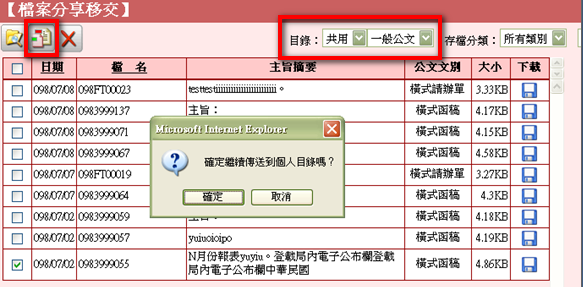 【檔案分享移交】
目錄： 共用 一般公文 存檔分類： 所有類別
日期 檔 名 主旨摘要 公文文別 大小 下載
098/07/08 098FT00023 橫式請辦單 3.33KB
098/07/08 0983999137 主旨： 橫式函稿 4.17KB
098/07/08 0983999071 橫式函稿 4.15KB
098/07/08 0983999067 橫式函稿 4.58KB
098/07/07 098FT00019 橫式請辦單 3.27KB
098/07/07 0983999064 橫式函稿 4.3KB
098/07/02 0983999059 主旨： 橫式函稿 4.18KB
098/07/02 0983999057 yuiuoioipo 橫式函稿 4.19KB
098/07/02 0983999055 N月份報表yuyiu。登載局內電子公布欄登載 橫式函稿 4.86KB
局內電子公布欄中華民國
Microsoft Internet Explorer
確定繼續傳送到個人目錄嗎？
確定 取消